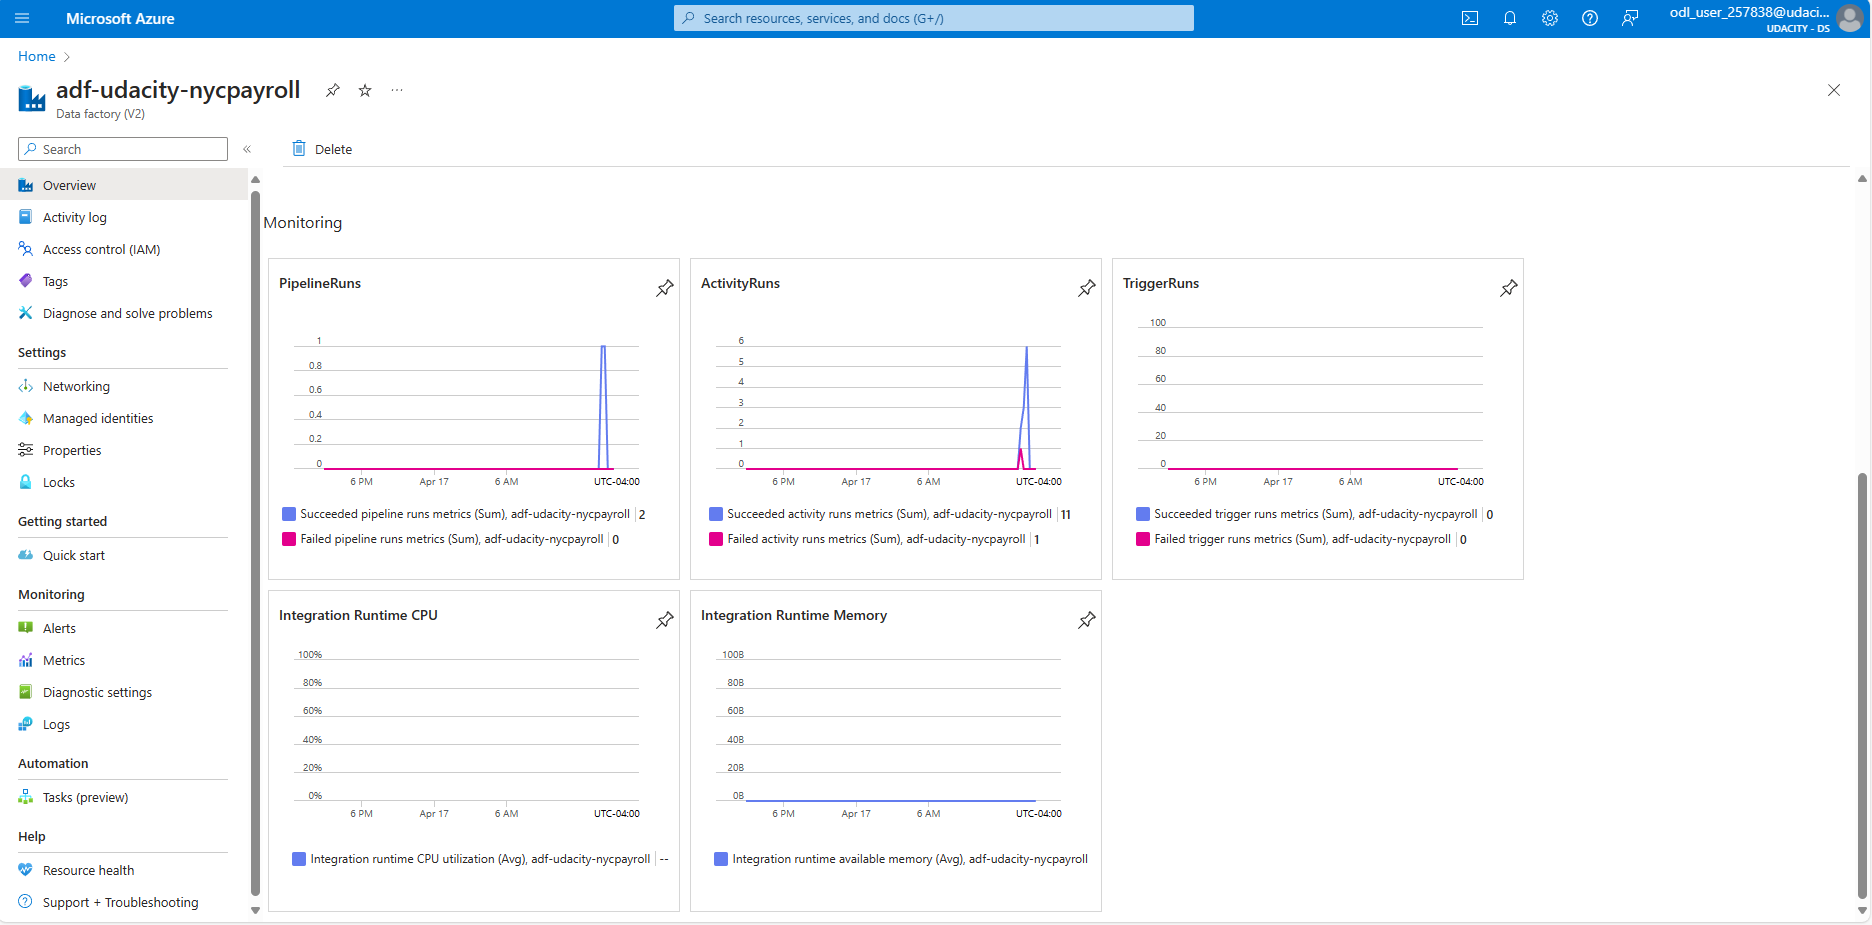 Microsoft Azure
Search resources, services, and docs (G+/)
odl_user_257838@udaci...
UDACITY - DS
Home
adf-udacity-nycpayroll
Data factory (V2)
Search
Delete
Overview
Activity log
Access control (IAM)
Tags
Diagnose and solve problems
Settings
Networking
Managed identities
Properties
Locks
Getting started
Quick start
Monitoring
Alerts
Metrics
Diagnostic settings
Logs
Automation
Tasks (preview)
Help
Resource health
Support + Troubleshooting
Monitoring
PipelineRuns
1
0.8
0.6
0.4
0.2
0
6 PM Apr 17 6 AM UTC-04:00
Succeeded pipeline runs metrics (Sum), adf-udacity-nycpayroll 2
Failed pipeline runs metrics (Sum), adf-udacity-nycpayroll 0
ActivityRuns
6
5
4
3
2
1
0
6 PM Apr 17 6 AM UTC-04:00
Succeeded activity runs metrics (Sum), adf-udacity-nycpayroll 11
Failed activity runs metrics (Sum), adf-udacity-nycpayroll 1
TriggerRuns
100
80
60
40
20
0
6 PM Apr 17 6 AM UTC-04:00
Succeeded trigger runs metrics (Sum), adf-udacity-nycpayroll 0
Failed trigger runs metrics (Sum), adf-udacity-nycpayroll 0
Integration Runtime CPU
100%
80%
60%
40%
20%
0%
6 PM Apr 17 6 AM UTC-04:00
Integration runtime CPU utilization (Avg), adf-udacity-nycpayroll --
Integration Runtime Memory
100B
80B
60B
40B
20B
0B
6 PM Apr 17 6 AM UTC-04:00
Integration runtime available memory (Avg), adf-udacity-nycpayroll